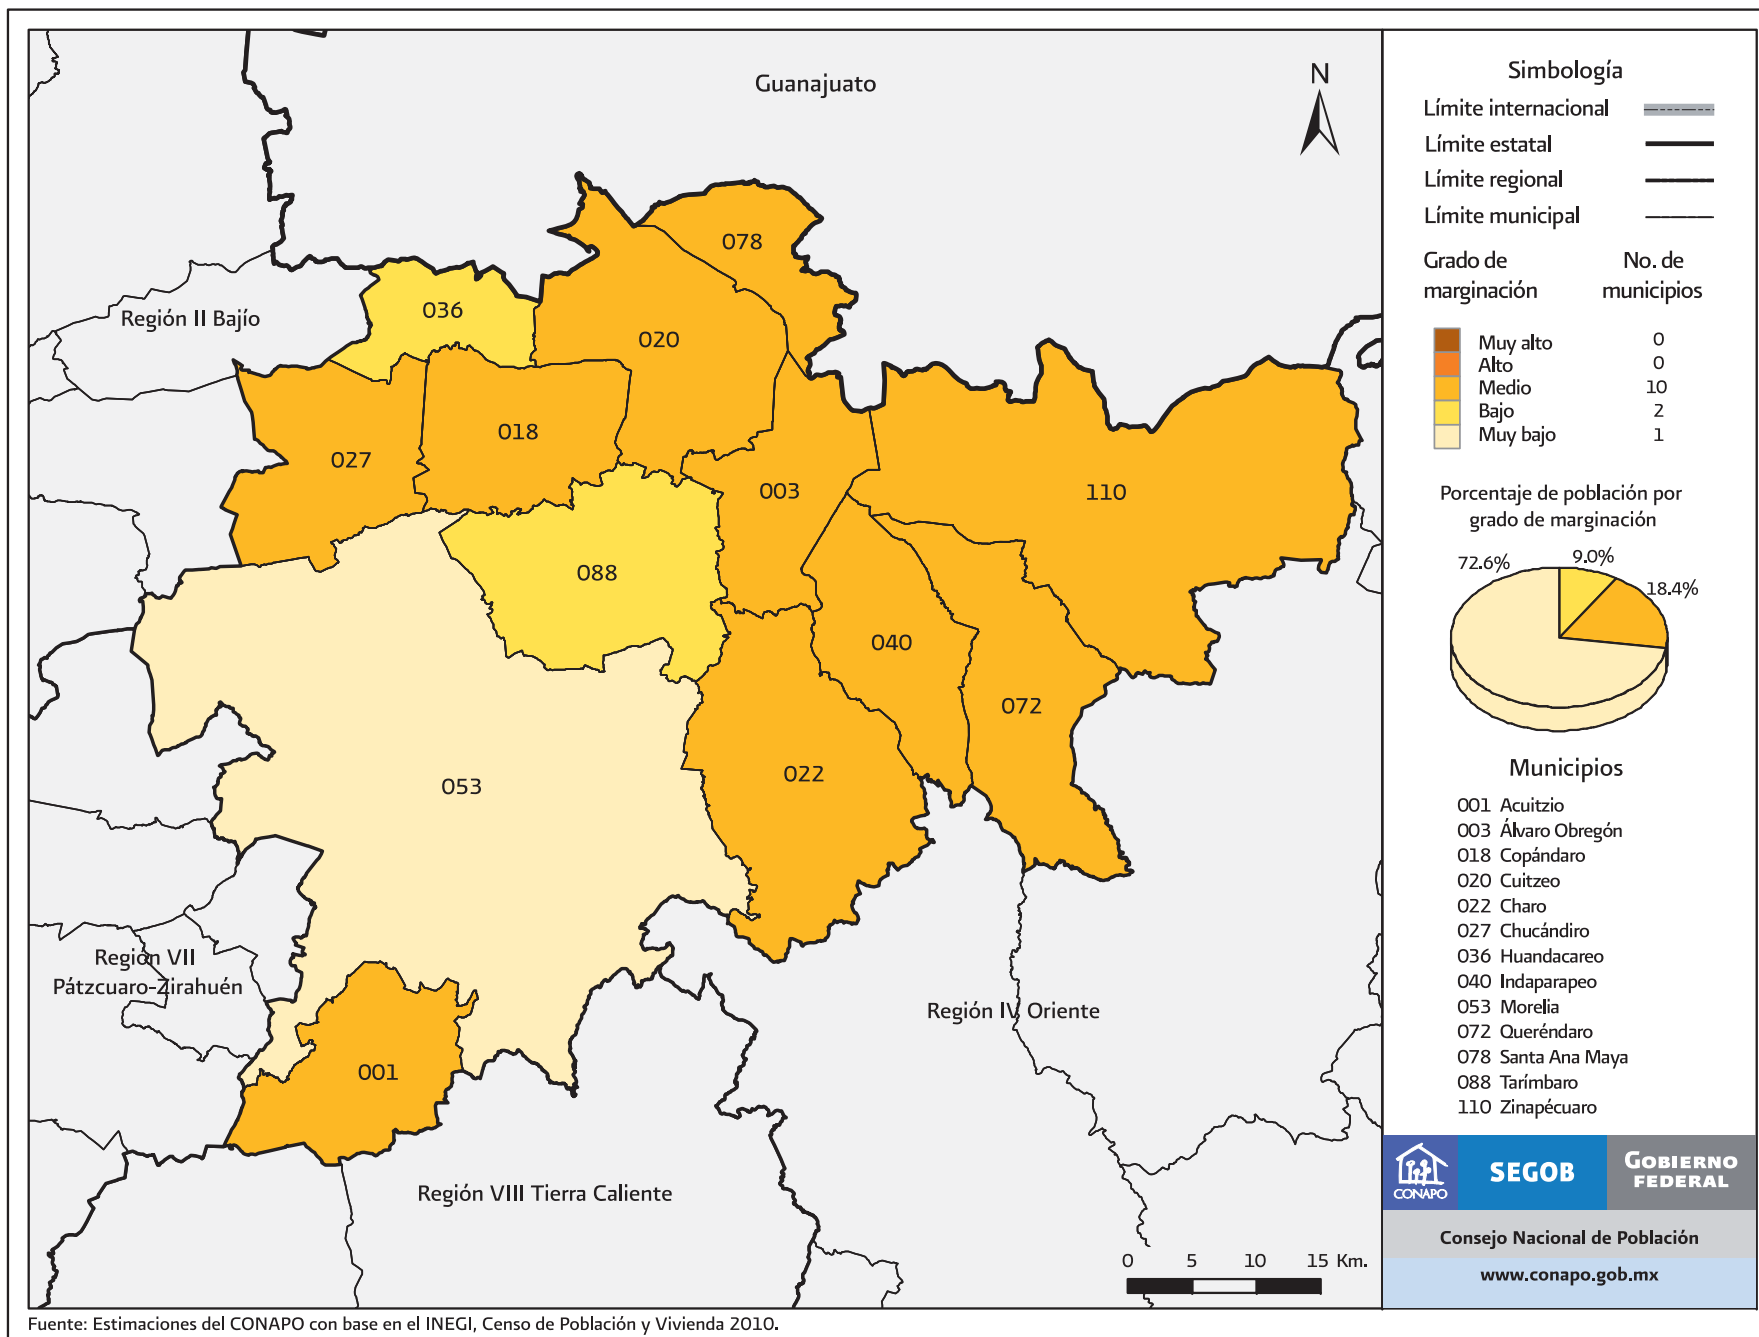 Guanajuato
N
078
036
Región II Bajío
020
018
027
003
110
088
040
072
022
053
Región VII
Pátzcuaro-Zirahuén
Región IV Oriente
001
Región VIII Tierra Caliente
0 5 10 15 Km.
Simbología
Límite internacional
Límite estatal
Límite regional
Límite municipal
Grado de marginación
No. de municipios
Muy alto 0
Alto 0
Medio 10
Bajo 2
Muy bajo 1
Porcentaje de población por
grado de marginación
72.6% 9.0%
18.4%
Municipios
001 Acuitzio
003 Álvaro Obregón
018 Copándaro
020 Cuitzeo
022 Charo
027 Chucándiro
036 Huandacareo
040 Indaparapeo
053 Morelia
072 Queréndaro
078 Santa Ana Maya
088 Tarímbaro
110 Zinapécuaro
CONAPO
SEGOB
GOBIERNO
FEDERAL
Consejo Nacional de Población
www.conapo.gob.mx
Fuente: Estimaciones del CONAPO con base en el INEGI, Censo de Población y Vivienda 2010.